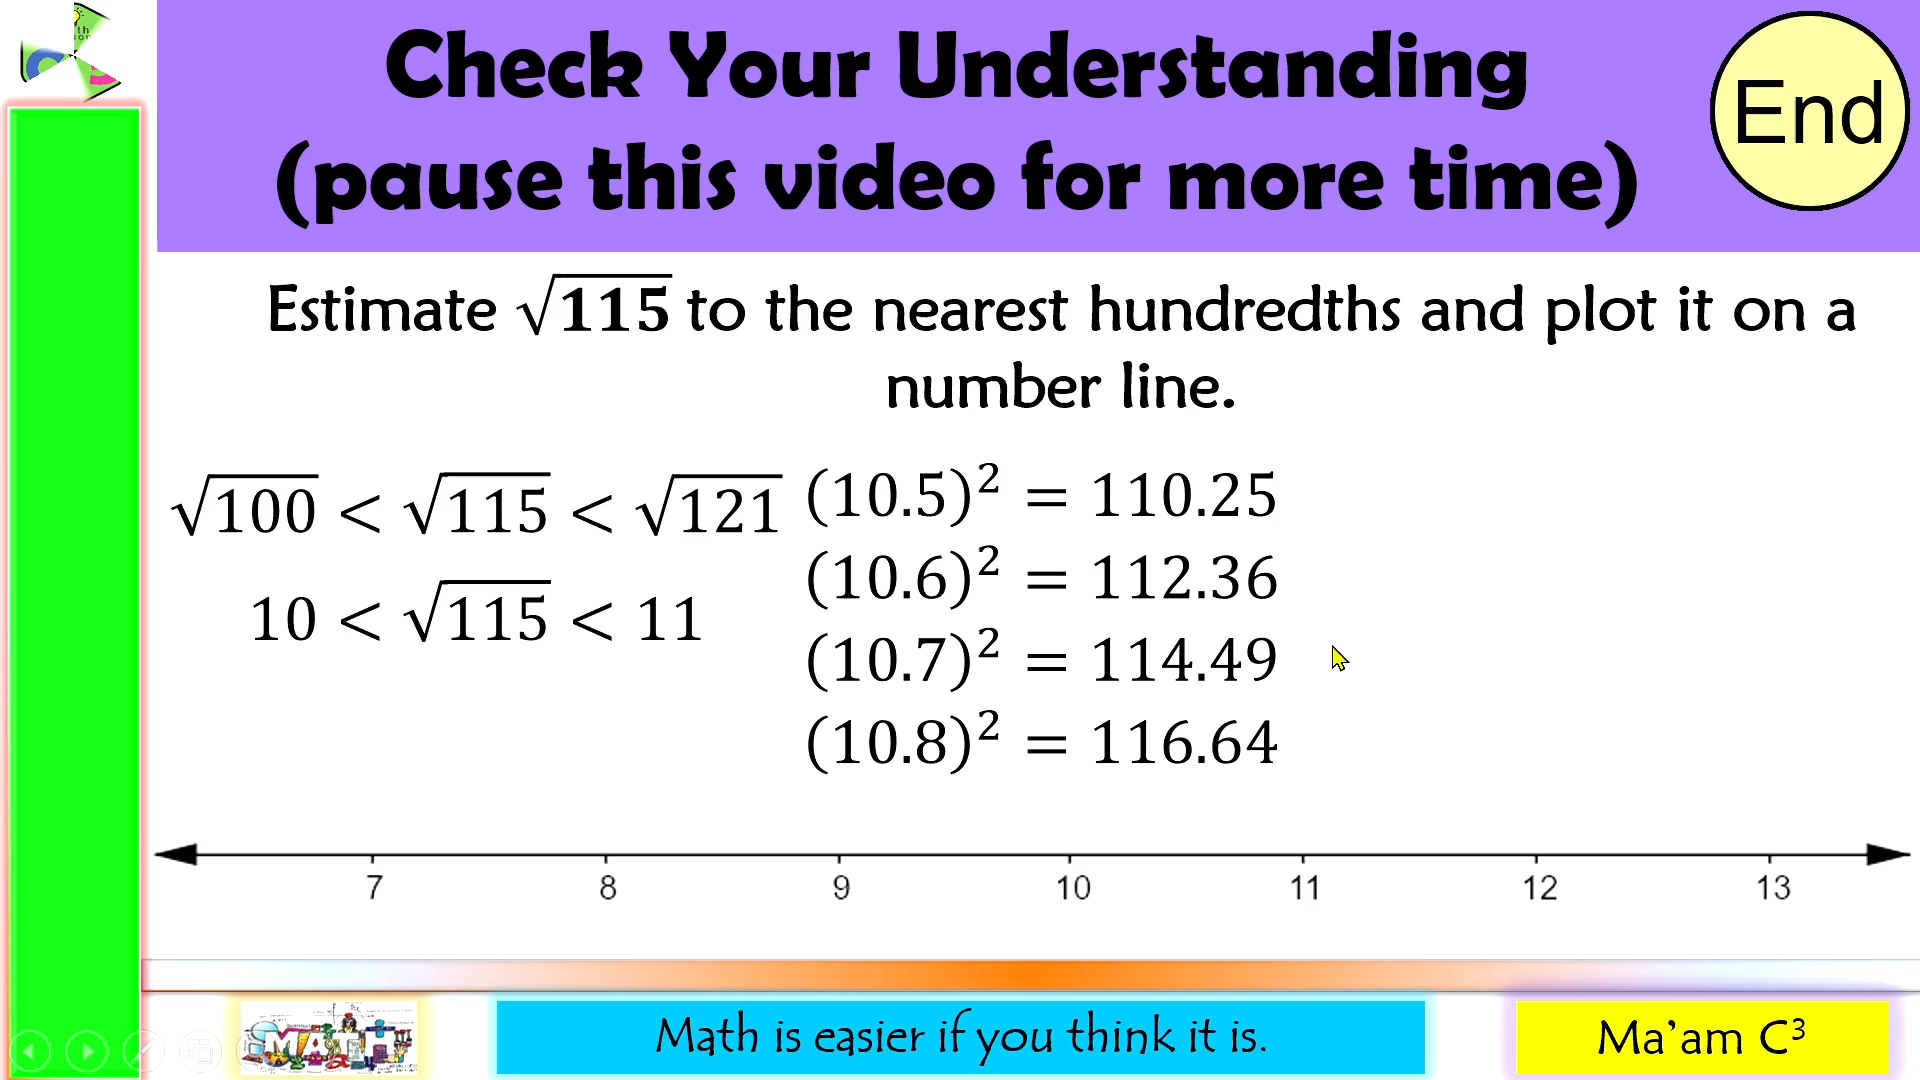 Check Your Understanding
(pause this video for more time)
End
Estimate √115 to the nearest hundredths and plot it on a
number line.
√100 < √115 < √121
10 < √115 < 11
(10.5)² = 110.25
(10.6)² = 112.36
(10.7)² = 114.49
(10.8)² = 116.64
7 8 9 10 11 12 13
MATH
Math is easier if you think it is.
Ma'am C³